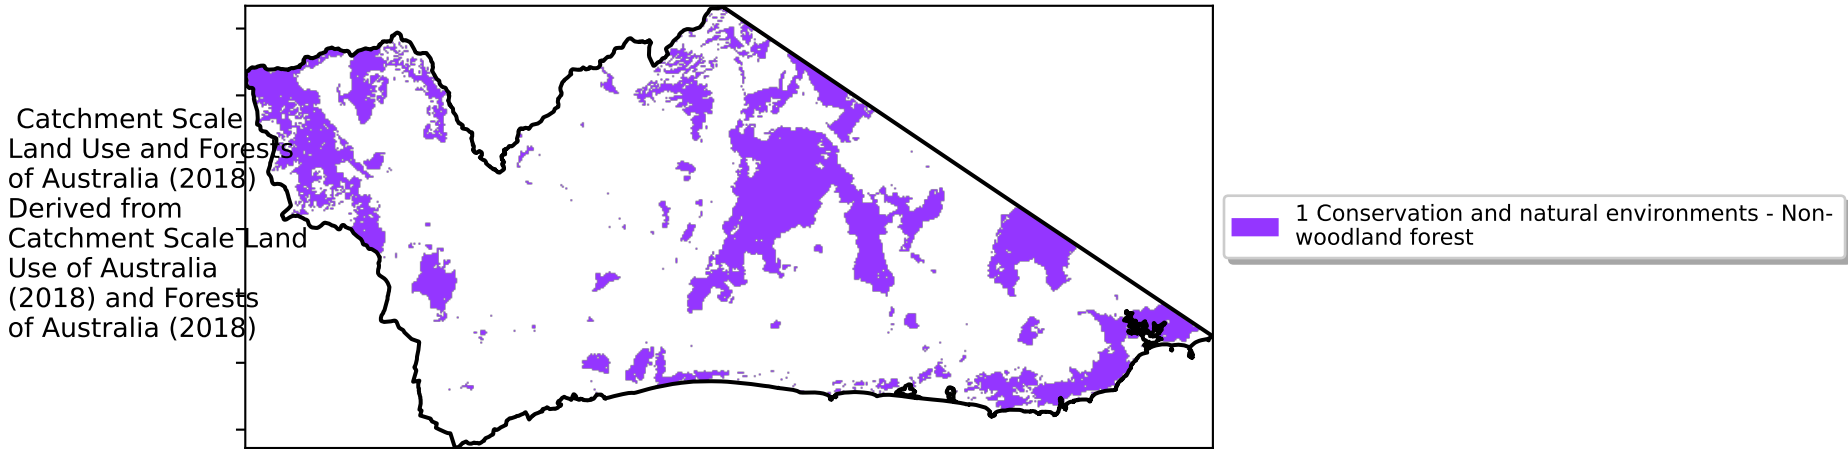 Catchment Scale
Land Use and Forests
of Australia (2018)
Derived from
Catchment Scale Land
Use of Australia
(2018) and Forests
of Australia (2018)
1 Conservation and natural environments - Non-
woodland forest